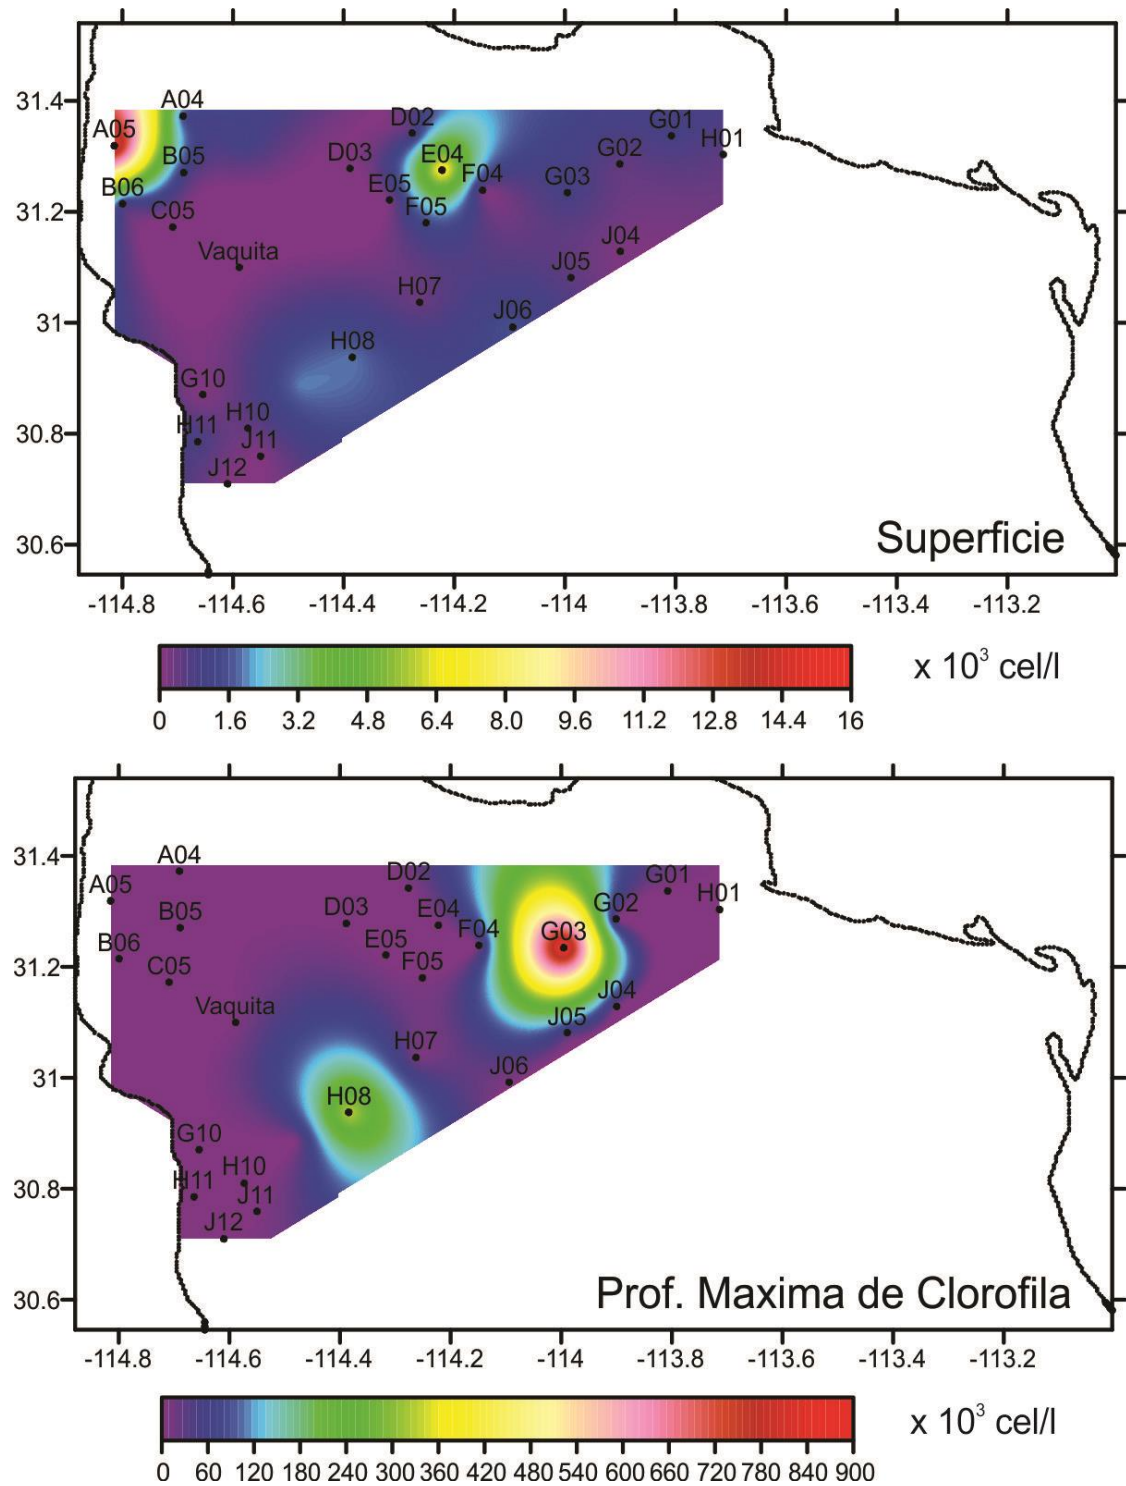 31.4
31.2
31
30.8
30.6
A04
A05
B05
B06
C05
Vaquita
D02
D03
E04
E05
F04
F05
G01
G02
G03
H01
J04
J05
J06
H07
H08
G10
H10
H11
J11
J12
Superficie
-114.8 -114.6 -114.4 -114.2 -114 -113.8 -113.6 -113.4 -113.2
x 10³ cel/l
0 1.6 3.2 4.8 6.4 8.0 9.6 11.2 12.8 14.4 16
31.4
31.2
31
30.8
30.6
A04
A05
B05
B06
C05
Vaquita
D02
D03
E04
E05
F04
F05
G01
G02
G03
H01
J04
J05
J06
H07
H08
G10
H10
H11
J11
J12
Prof. Maxima de Clorofila
-114.8 -114.6 -114.4 -114.2 -114 -113.8 -113.6 -113.4 -113.2
x 10³ cel/l
0 60 120 180 240 300 360 420 480 540 600 660 720 780 840 900